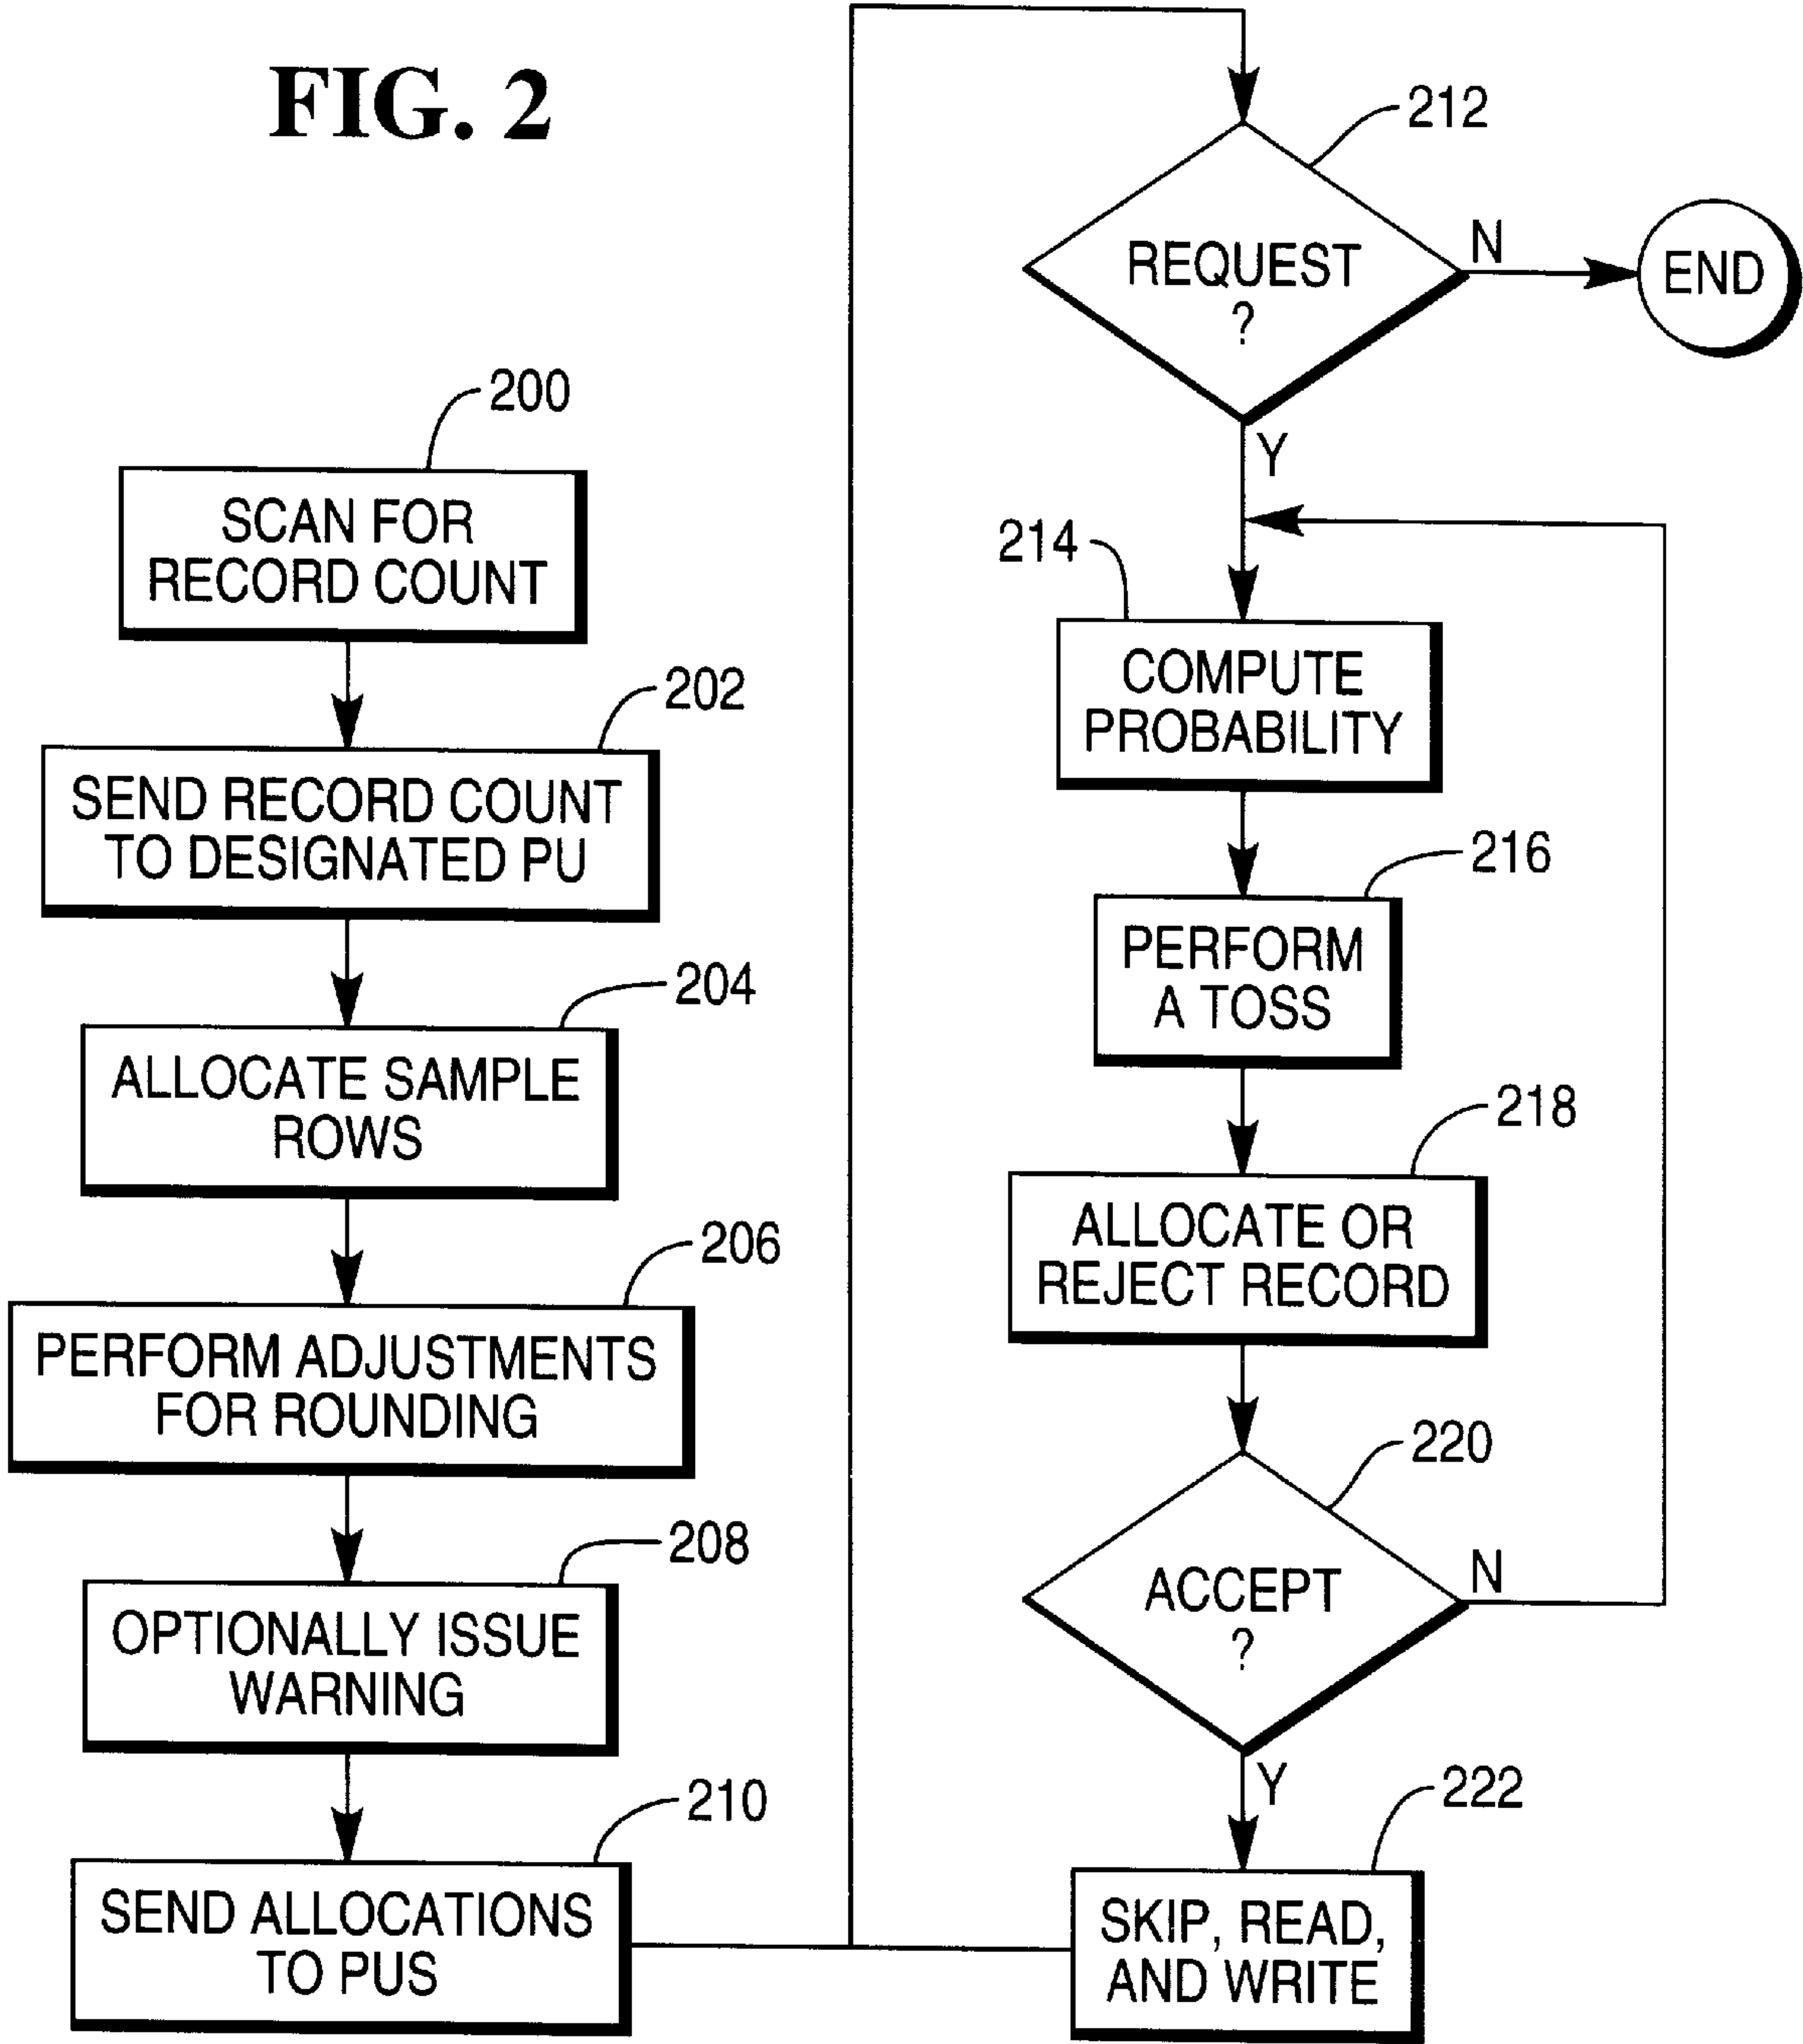 FIG. 2
200
SCAN FOR
RECORD COUNT
202
SEND RECORD COUNT
TO DESIGNATED PU
204
ALLOCATE SAMPLE
ROWS
206
PERFORM ADJUSTMENTS
FOR ROUNDING
208
OPTIONALLY ISSUE
WARNING
210
SEND ALLOCATIONS
TO PUS
212
REQUEST
?
N
END
Y
214
COMPUTE
PROBABILITY
216
PERFORM
A TOSS
218
ALLOCATE OR
REJECT RECORD
220
ACCEPT
?
N
Y
222
SKIP, READ,
AND WRITE